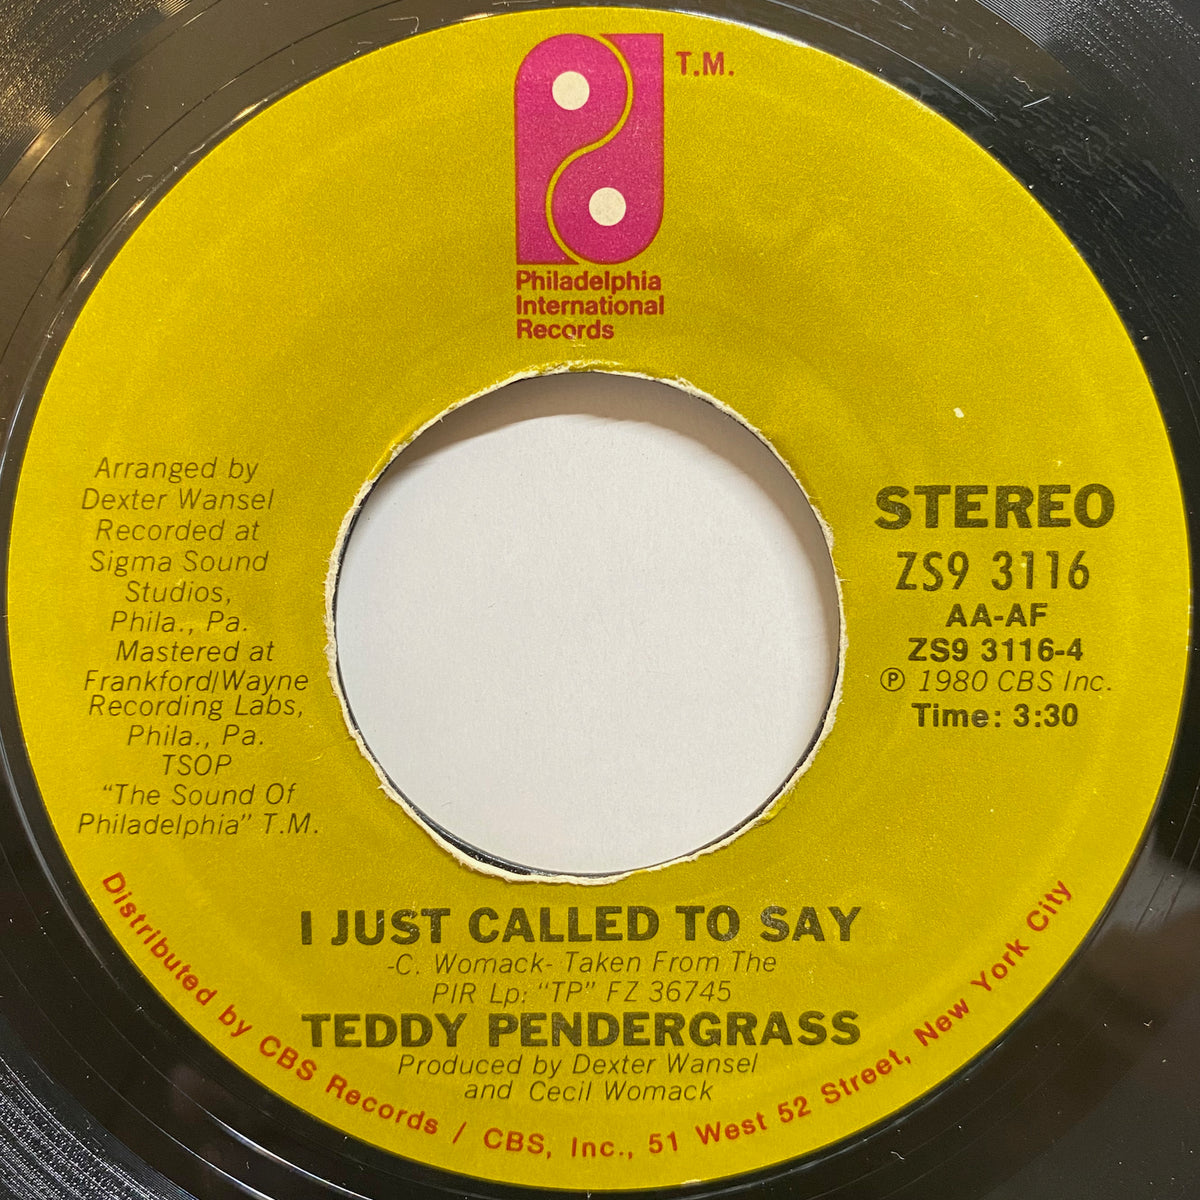 T.M.
Philadelphia
International
Records
Arranged by
Dexter Wansel
Recorded at
Sigma Sound
Studios,
Phila., Pa.
Mastered at
Frankford/Wayne
Recording Labs,
Phila., Pa.
TSOP
“The Sound Of
Philadelphia” T.M.
STEREO
ZS9 3116
AA-AF
ZS9 3116-4
℗ 1980 CBS Inc.
Time: 3:30
I JUST CALLED TO SAY
-C. Womack- Taken From The
PIR Lp: “TP” FZ 36745
TEDDY PENDERGRASS
Produced by Dexter Wansel
and Cecil Womack
Distributed by CBS Records / CBS, Inc., 51 West 52 Street, New York City